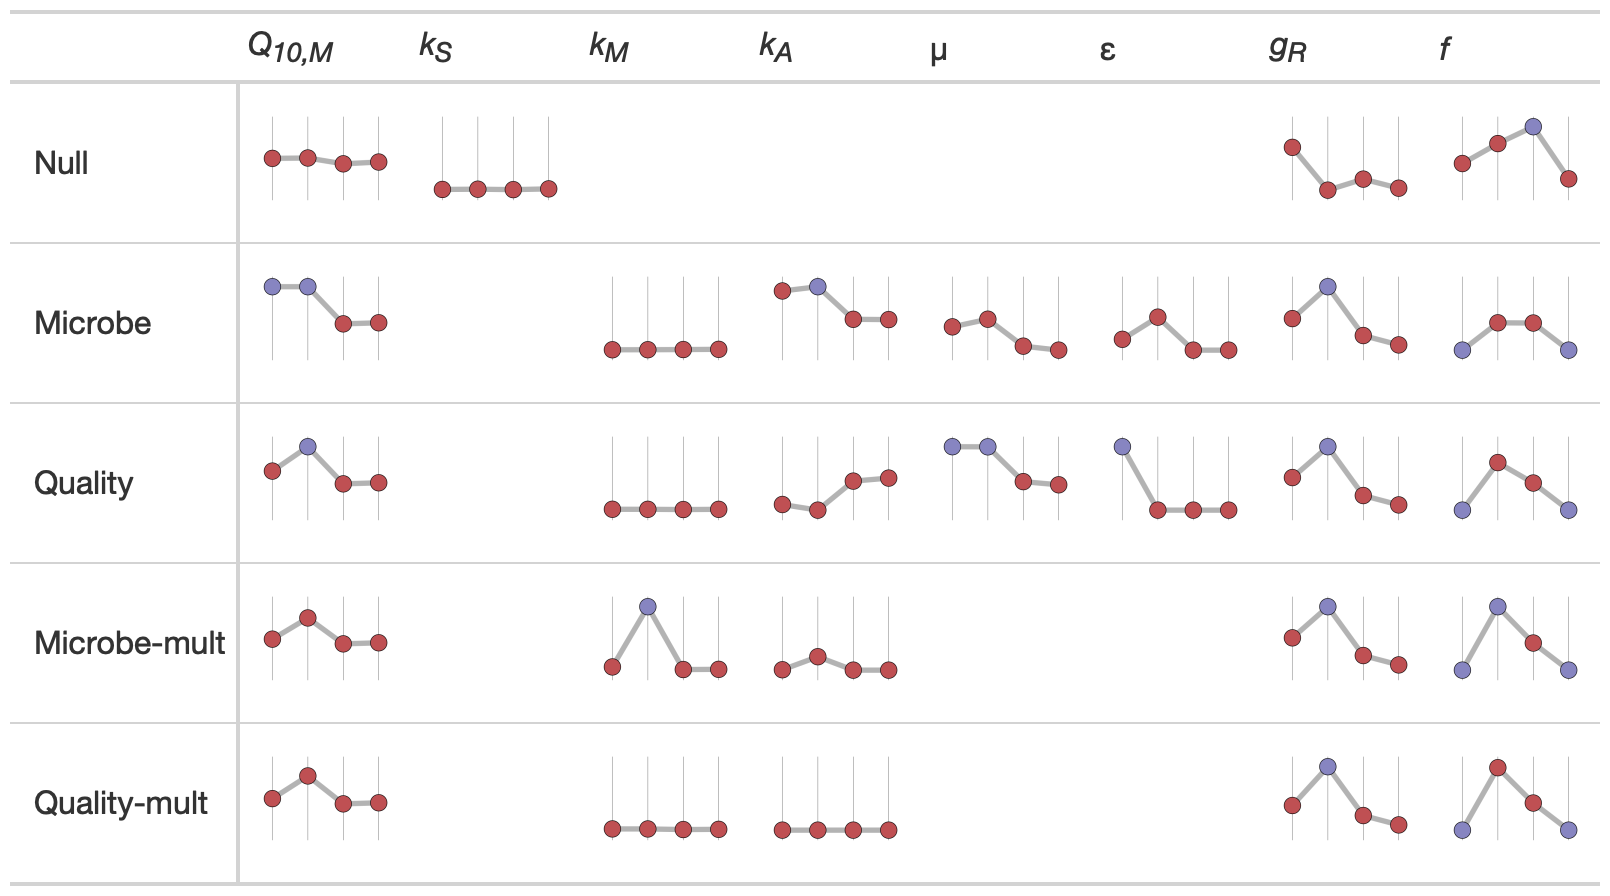 Q10,M kS kM kA μ ε gR f
Null
Microbe
Quality
Microbe-mult
Quality-mult